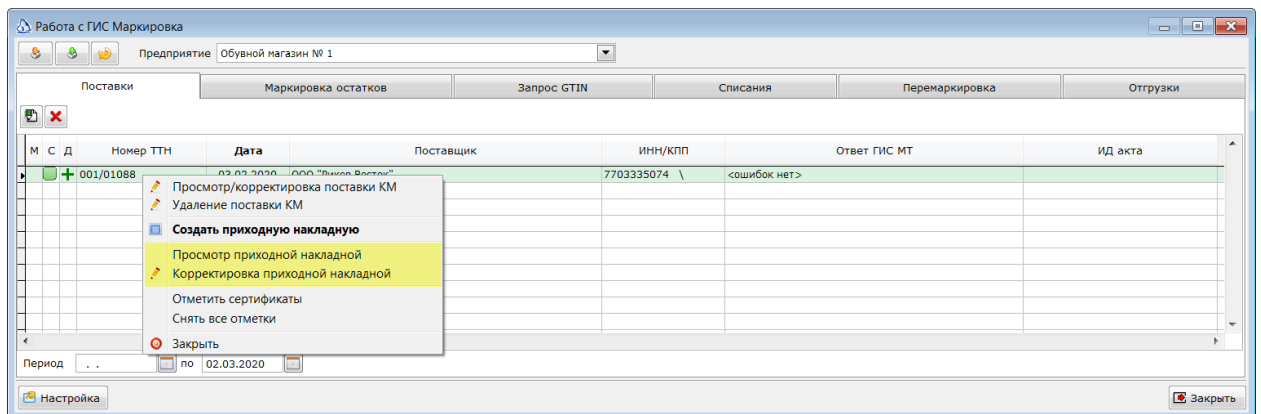 Работа с ГИС Маркировка
Предприятие Обувной магазин № 1
Поставки Маркировка остатков Запрос GTIN Списания Перемаркировка Отгрузки
М С Д Номер ТТН Дата Поставщик ИНН/КПП Ответ ГИС МТ ИД акта
001/01088 03.02.2020 ООО "Рикор Восток" 7703335074 \ <ошибок нет>
Просмотр/корректировка поставки КМ
Удаление поставки КМ
Создать приходную накладную
Просмотр приходной накладной
Корректировка приходной накладной
Отметить сертификаты
Снять все отметки
Закрыть
Период . . по 02.03.2020
Настройка Закрыть